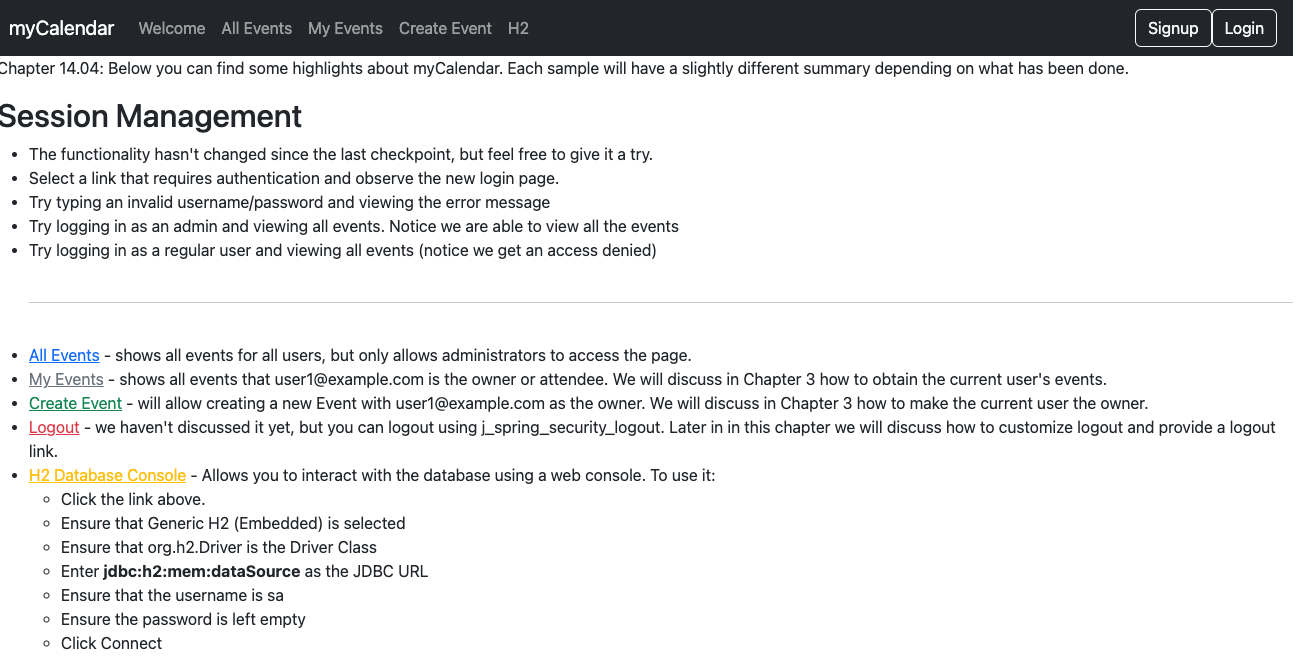 myCalendar Welcome All Events My Events Create Event H2 Signup Login
Chapter 14.04: Below you can find some highlights about myCalendar. Each sample will have a slightly different summary depending on what has been done.
Session Management
• The functionality hasn't changed since the last checkpoint, but feel free to give it a try.
• Select a link that requires authentication and observe the new login page.
• Try typing an invalid username/password and viewing the error message
• Try logging in as an admin and viewing all events. Notice we are able to view all the events
• Try logging in as a regular user and viewing all events (notice we get an access denied)
• All Events - shows all events for all users, but only allows administrators to access the page.
• My Events - shows all events that user1@example.com is the owner or attendee. We will discuss in Chapter 3 how to obtain the current user's events.
• Create Event - will allow creating a new Event with user1@example.com as the owner. We will discuss in Chapter 3 how to make the current user the owner.
• Logout - we haven't discussed it yet, but you can logout using j_spring_security_logout. Later in in this chapter we will discuss how to customize logout and provide a logout
link.
• H2 Database Console - Allows you to interact with the database using a web console. To use it:
◦ Click the link above.
◦ Ensure that Generic H2 (Embedded) is selected
◦ Ensure that org.h2.Driver is the Driver Class
◦ Enter jdbc:h2:mem:dataSource as the JDBC URL
◦ Ensure that the username is sa
◦ Ensure the password is left empty
◦ Click Connect